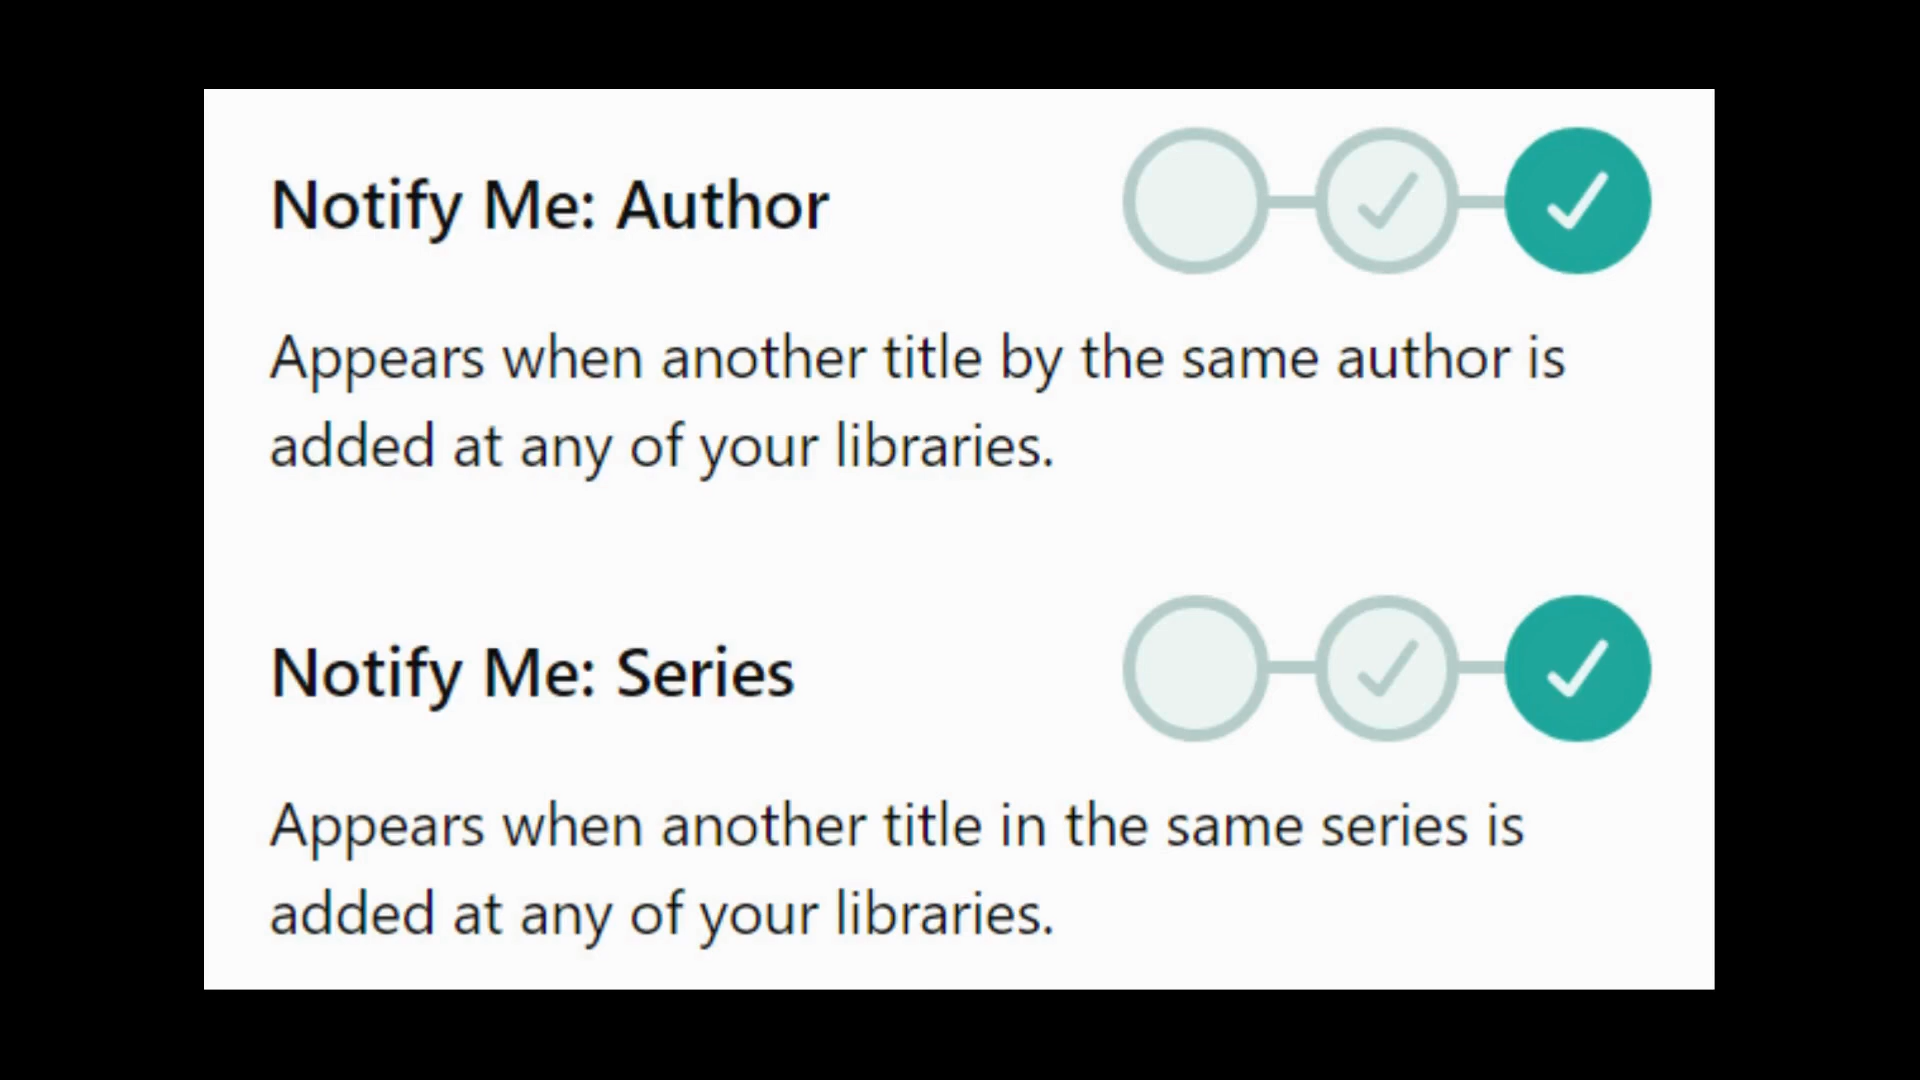 Notify Me: Author
Appears when another title by the same author is
added at any of your libraries.
Notify Me: Series
Appears when another title in the same series is
added at any of your libraries.